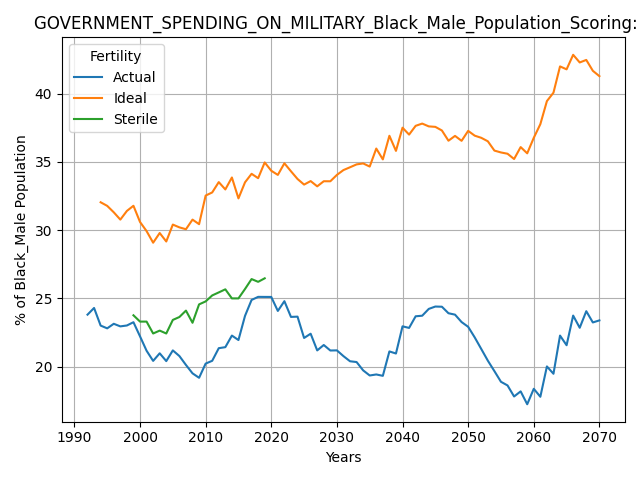 GOVERNMENT_SPENDING_ON_MILITARY_Black_Male_Population_Scoring:
Fertility
Actual
Ideal
Sterile
% of Black_Male Population
40
35
30
25
20
1990 2000 2010 2020 2030 2040 2050 2060 2070
Years